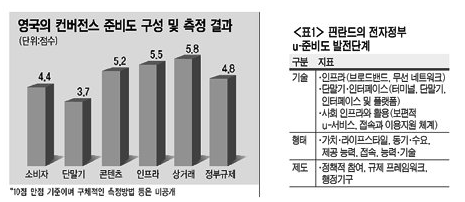 영국의 컨버전스 준비도 구성 및 측정 결과
(단위:점수)
4,4
3,7
5,2
5,5
5,8
4,8
소비자
단말기
콘텐츠
인프라
상거래
정부규제
*10점 만점 기준이며 구체적인 측정방법 등은 비공개
<표1> 핀란드의 전자정부
u-준비도 발전단계
구분 지표
기술 ·인프라(브로드밴드, 무선 네트워크)
·단말기·인터페이스(터미널, 단말기,
인터페이스 및 플랫폼)
·사회 인프라와 활용(보편적
u-서비스, 접속과 이용지원 체계)
형태 ·가치·라이프스타일, 동기·수요,
제공 능력, 접속, 능력·기술
제도 ·정책적 참여, 규제 프레임워크,
행정기구